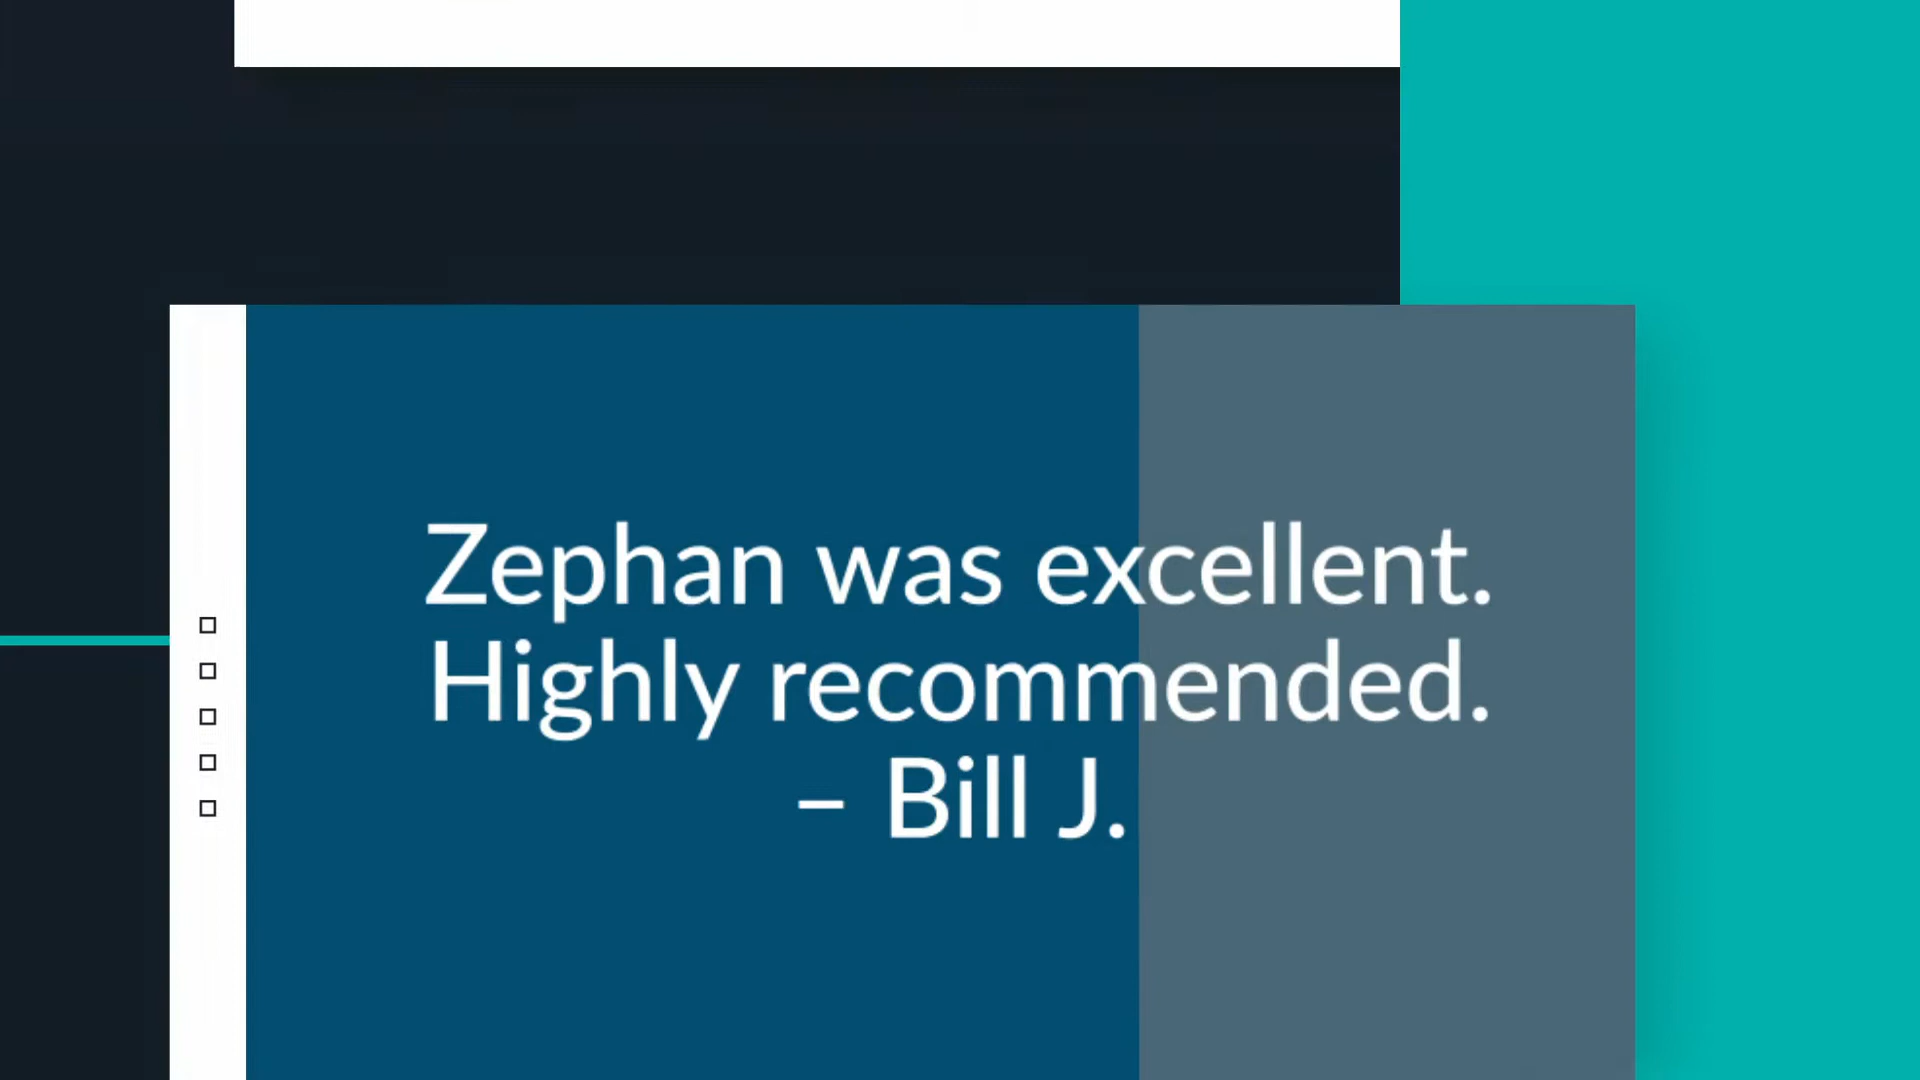 Zephan was excellent.
Highly recommended.
– Bill J.